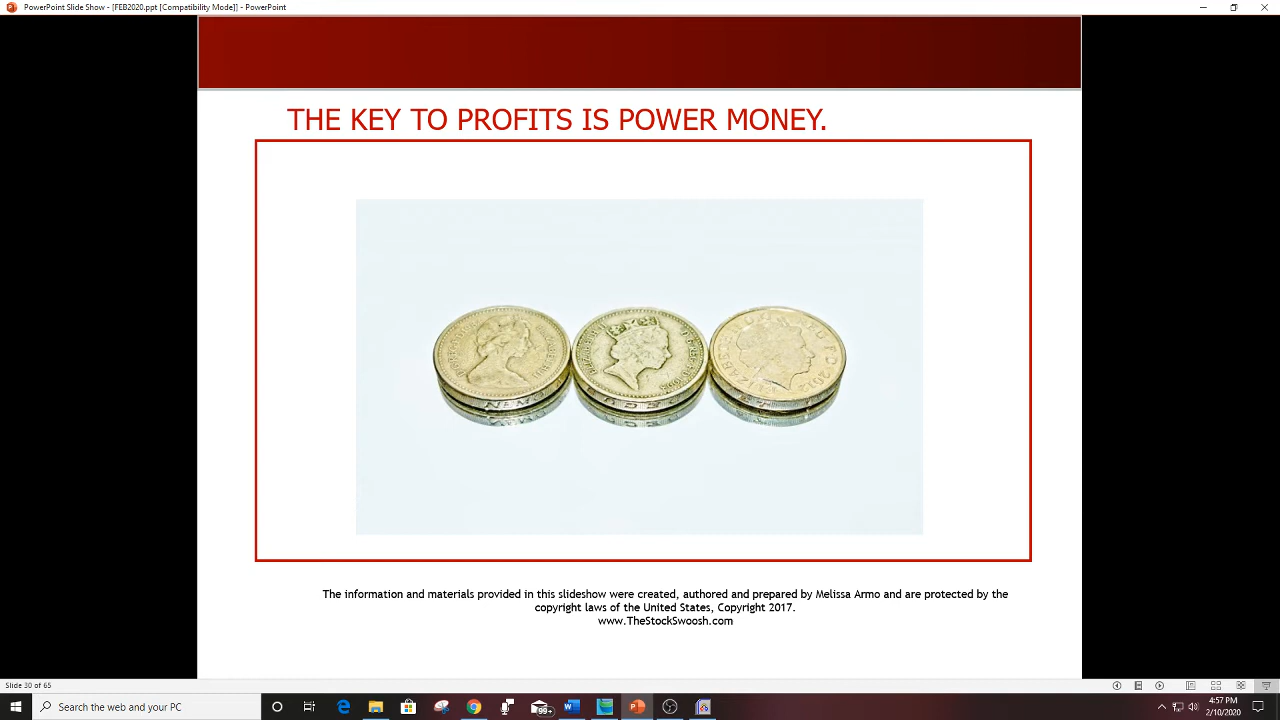 PowerPoint Slide Show - [FEB2020.ppt [Compatibility Mode]] - PowerPoint
THE KEY TO PROFITS IS POWER MONEY.
The information and materials provided in this slideshow were created, authored and prepared by Melissa Armo and are protected by the
copyright laws of the United States, Copyright 2017.
www.TheStockSwoosh.com
Slide 30 of 65
Search the web and your PC
99+
4:57 PM
2/10/2020